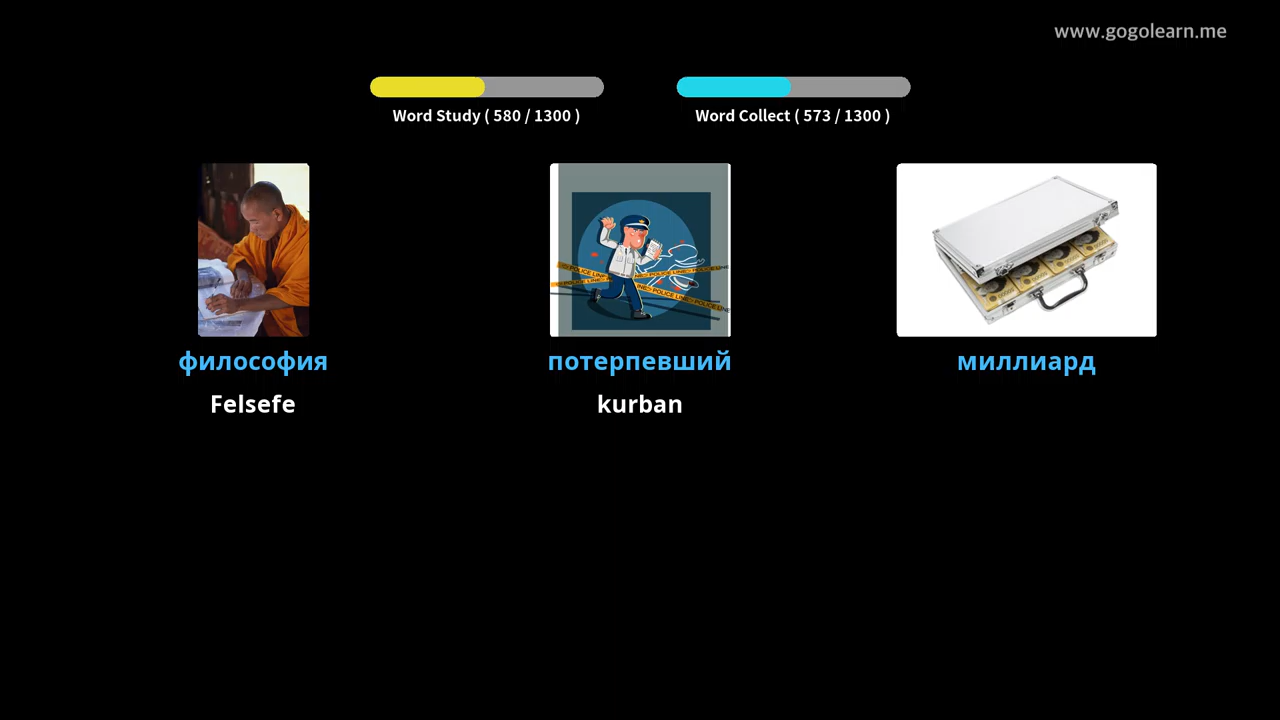 www.gogolearn.me
Word Study ( 580 / 1300 )
Word Collect ( 573 / 1300 )
философия
потерпевший
миллиард
Felsefe
kurban